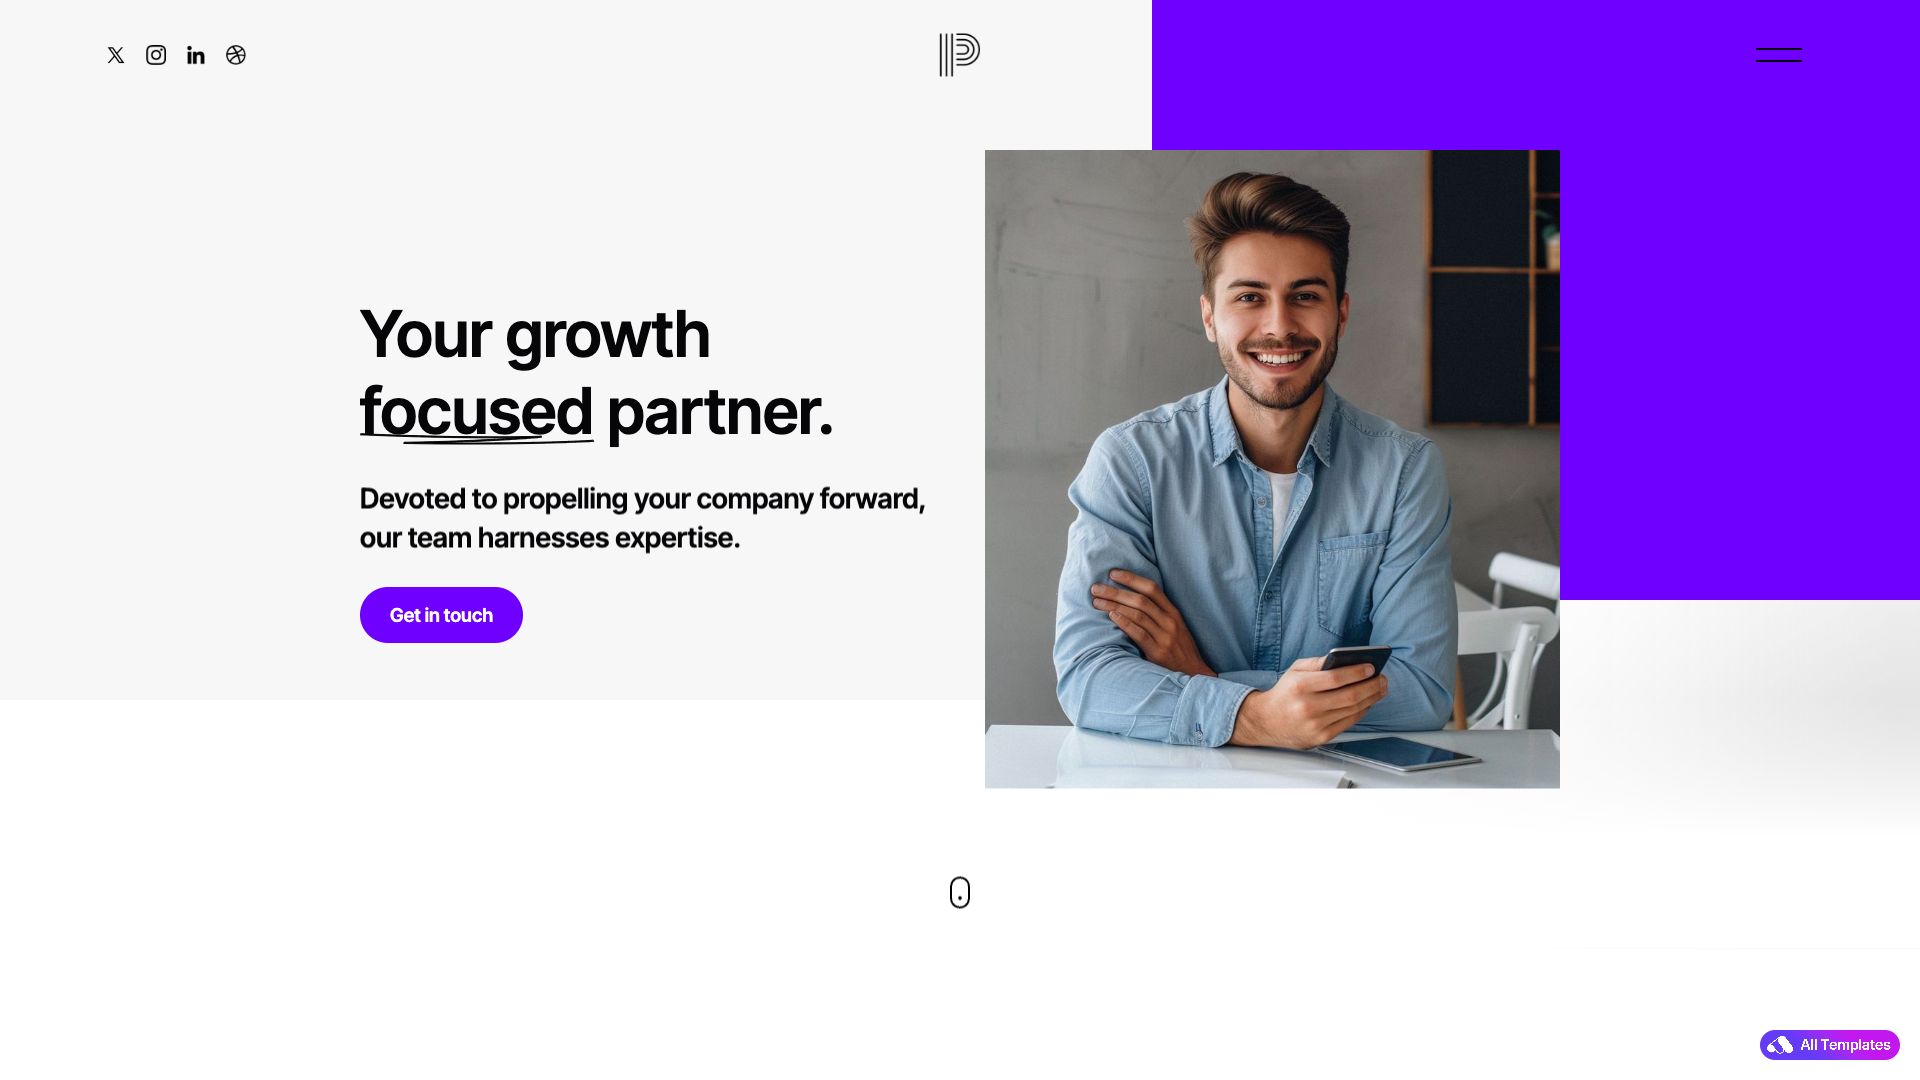 Your growth
focused partner.
Devoted to propelling your company forward,
our team harnesses expertise.
Get in touch
All Templates